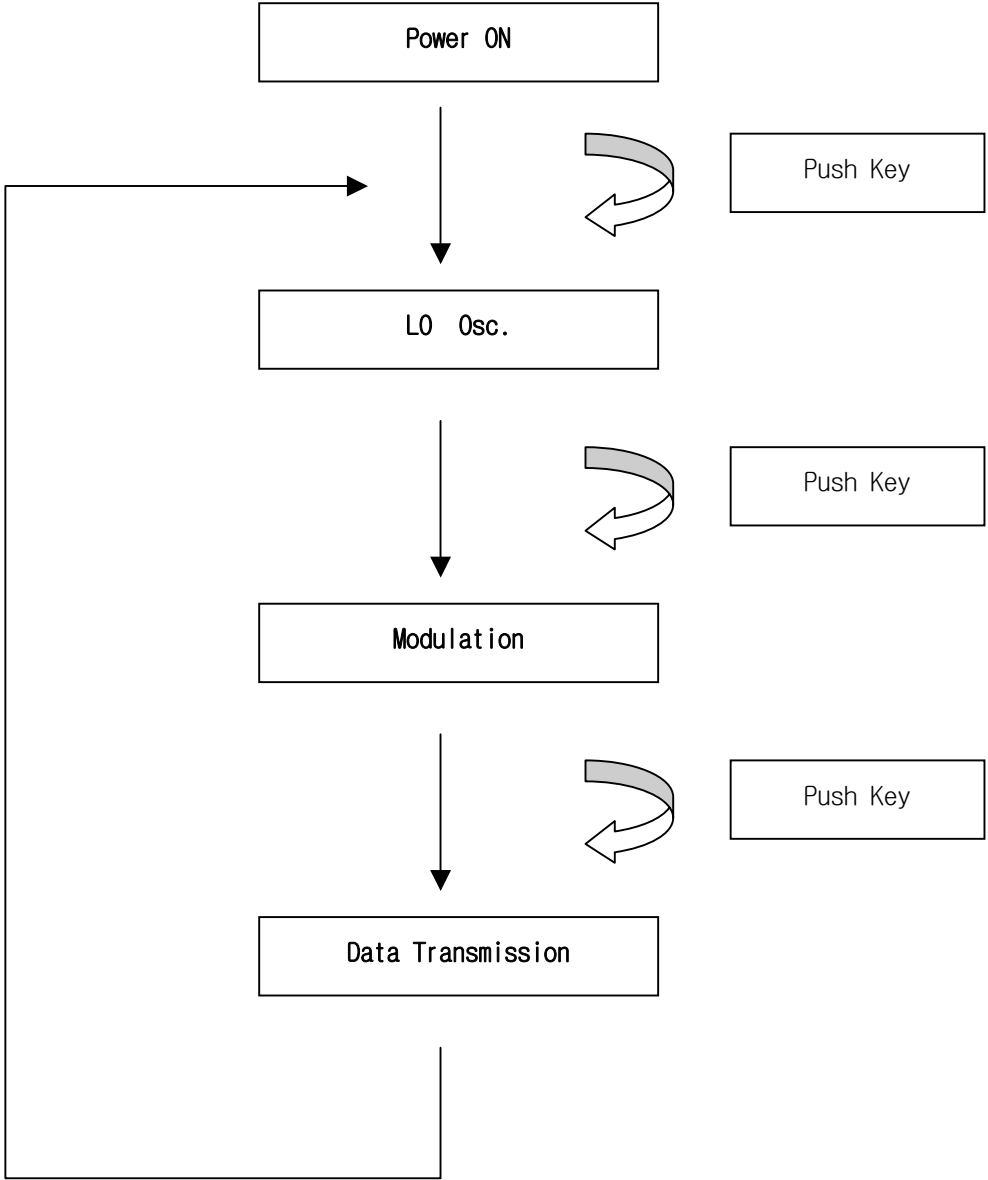 Power ON
Push Key
LO Osc.
Push Key
Modulation
Push Key
Data Transmission